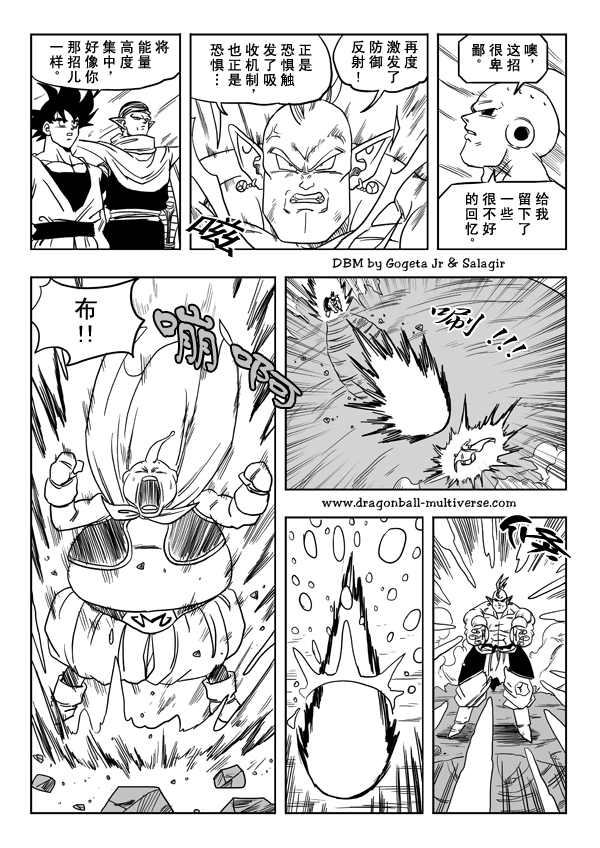 噢，
这招
很卑
鄙。
给我
留下了
一些
很不好
的回忆。
再度
激发了
防御
反射！
正是
恐惧触
发了吸
收机制，
也正是
恐惧…
嗞
将
能量
高度
集中，
好像你
那招儿
一样。
DBM by Gogeta Jr & Salagir
唰!!!
布!!
嘣 啊
www.dragonball-multiverse.com